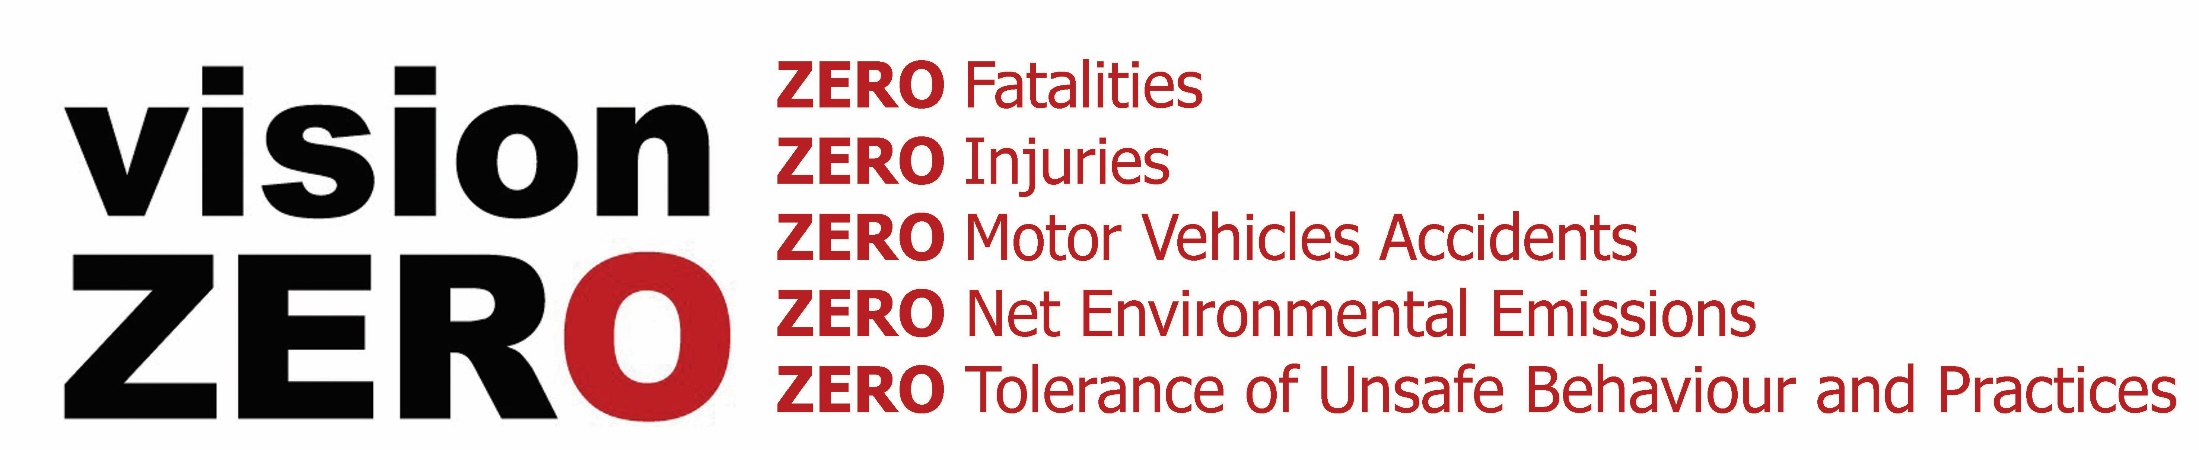 vision
ZERO
ZERO Fatalities
ZERO Injuries
ZERO Motor Vehicles Accidents
ZERO Net Environmental Emissions
ZERO Tolerance of Unsafe Behaviour and Practices